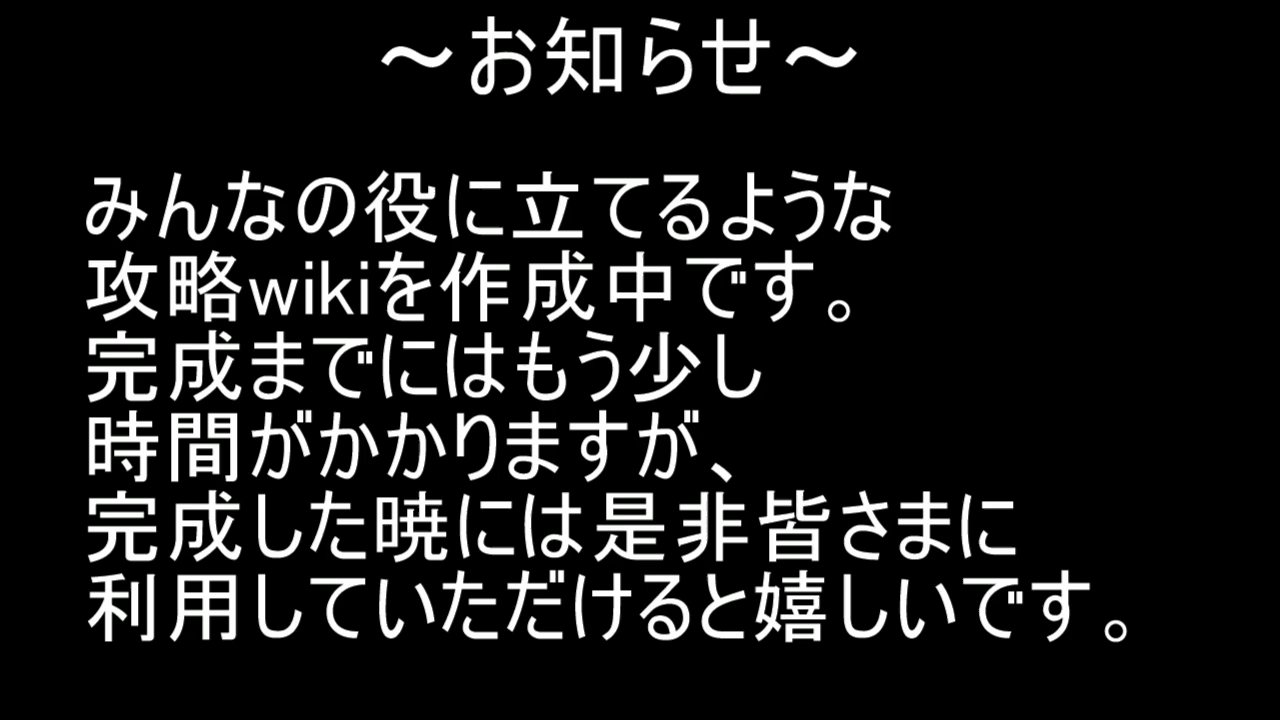 ～お知らせ～
みんなの役に立てるような
攻略wikiを作成中です。
完成までにはもう少し
時間がかかりますが、
完成した暁には是非皆さまに
利用していただけると嬉しいです。